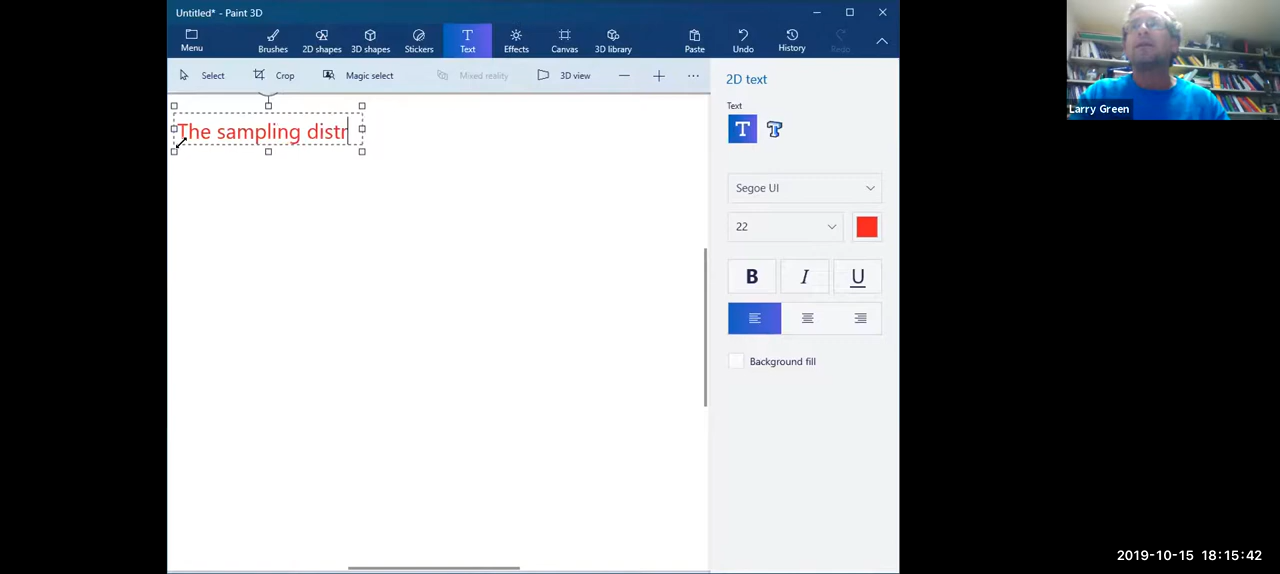 Untitled* - Paint 3D
Menu
Brushes
2D shapes
3D shapes
Stickers
Text
Effects
Canvas
3D library
Paste
Undo
History
Redo
Select
Crop
Magic select
Mixed reality
3D view
2D text
Text
Segoe UI
22
B I U
Background fill
The sampling distr
Larry Green
2019-10-15 18:15:42